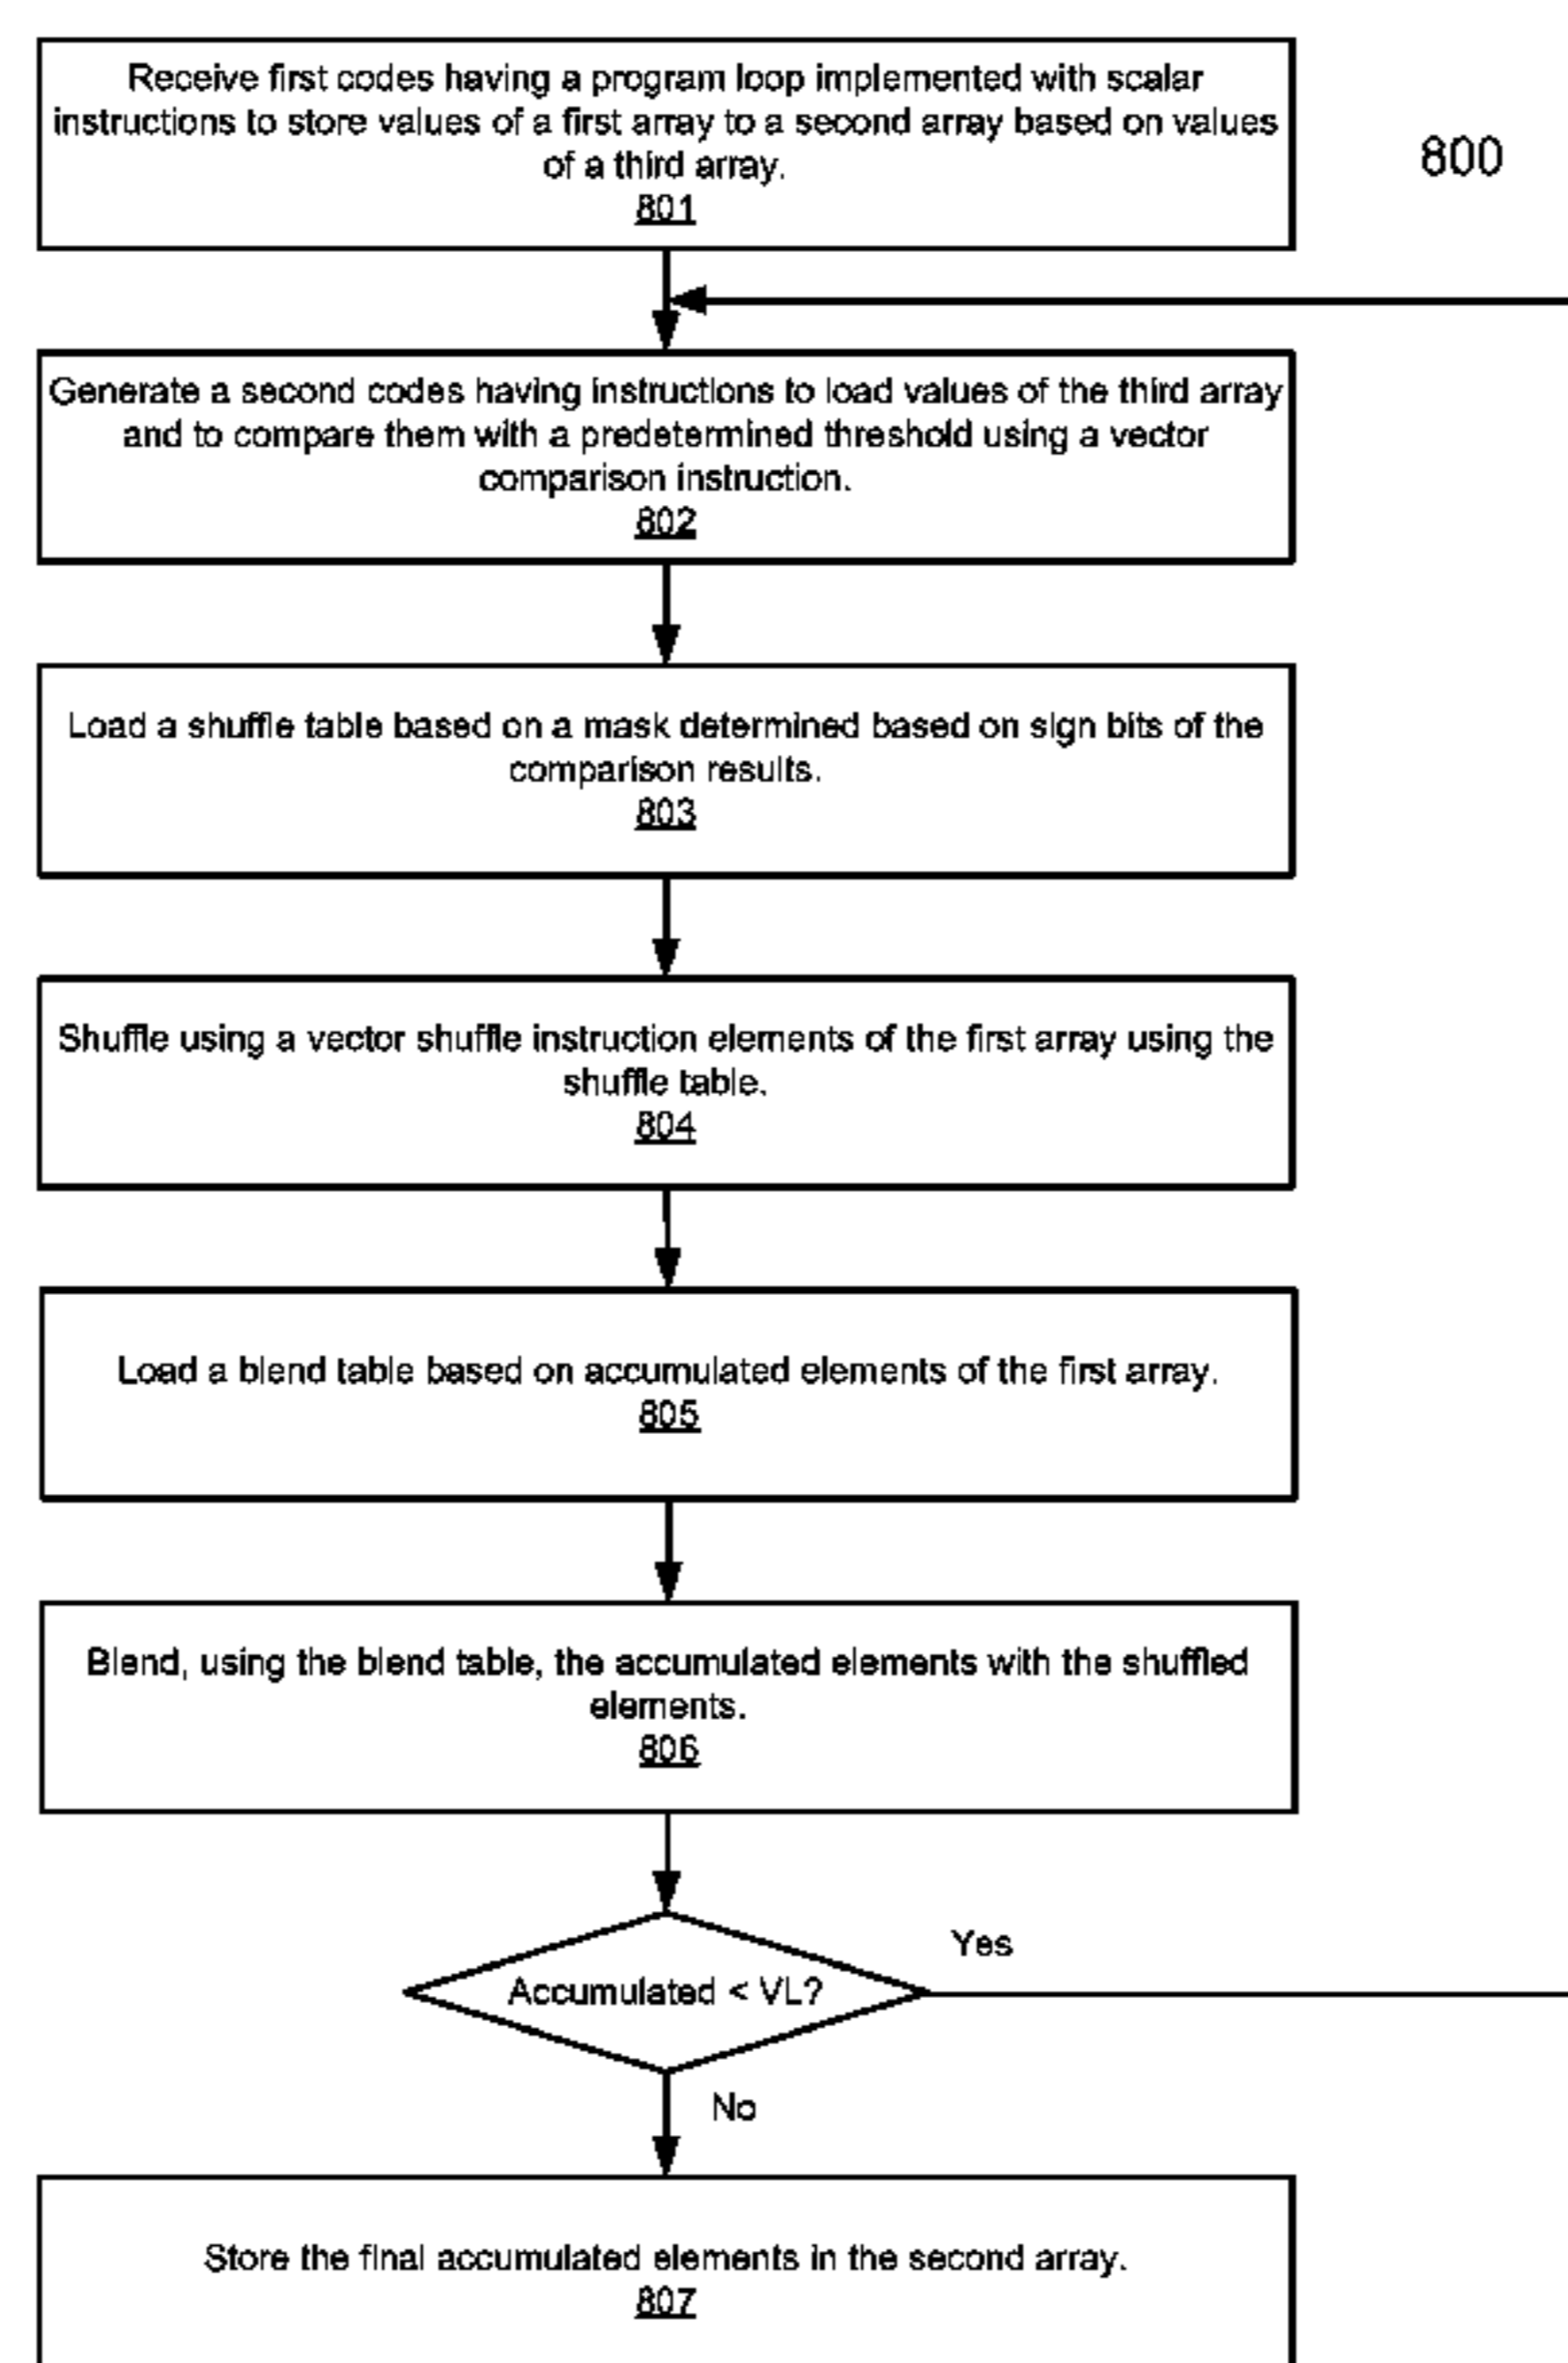 Receive first codes having a program loop implemented with scalar
instructions to store values of a first array to a second array based on values
of a third array.
801
800
Generate a second codes having instructions to load values of the third array
and to compare them with a predetermined threshold using a vector
comparison instruction.
802
Load a shuffle table based on a mask determined based on sign bits of the
comparison results.
803
Shuffle using a vector shuffle instruction elements of the first array using the
shuffle table.
804
Load a blend table based on accumulated elements of the first array.
805
Blend, using the blend table, the accumulated elements with the shuffled
elements.
806
Yes
Accumulated < VL?
No
Store the final accumulated elements in the second array.
807